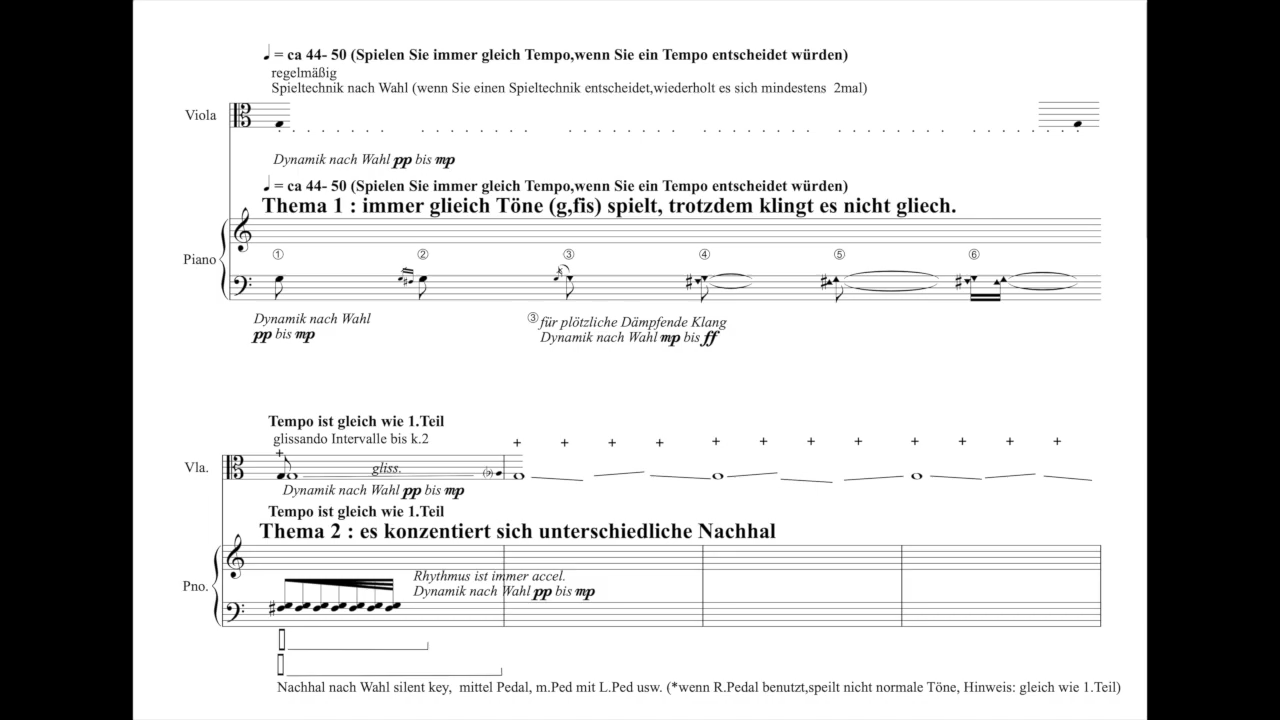 ♩ = ca 44- 50 (Spielen Sie immer gleich Tempo,wenn Sie ein Tempo entscheidet würden)
regelmäßig
Spieltechnik nach Wahl (wenn Sie einen Spieltechnik entscheidet,wiederholt es sich mindestens 2mal)
Viola
Dynamik nach Wahl pp bis mp
♩ = ca 44- 50 (Spielen Sie immer gleich Tempo,wenn Sie ein Tempo entscheidet würden)
Thema 1 : immer glieich Töne (g,fis) spielt, trotzdem klingt es nicht gliech.
Piano
① ② ③ ④ ⑤ ⑥
Dynamik nach Wahl
pp bis mp
③ für plötzliche Dämpfende Klang
Dynamik nach Wahl mp bis ff
Tempo ist gleich wie 1.Teil
glissando Intervalle bis k.2
+ + + + + + + + + + + + +
Vla.
gliss.
Dynamik nach Wahl pp bis mp
Tempo ist gleich wie 1.Teil
Thema 2 : es konzentiert sich unterschiedliche Nachhal
Pno.
Rhythmus ist immer accel.
Dynamik nach Wahl pp bis mp
Nachhal nach Wahl silent key, mittel Pedal, m.Ped mit L.Ped usw. (*wenn R.Pedal benutzt,speilt nicht normale Töne, Hinweis: gleich wie 1.Teil)